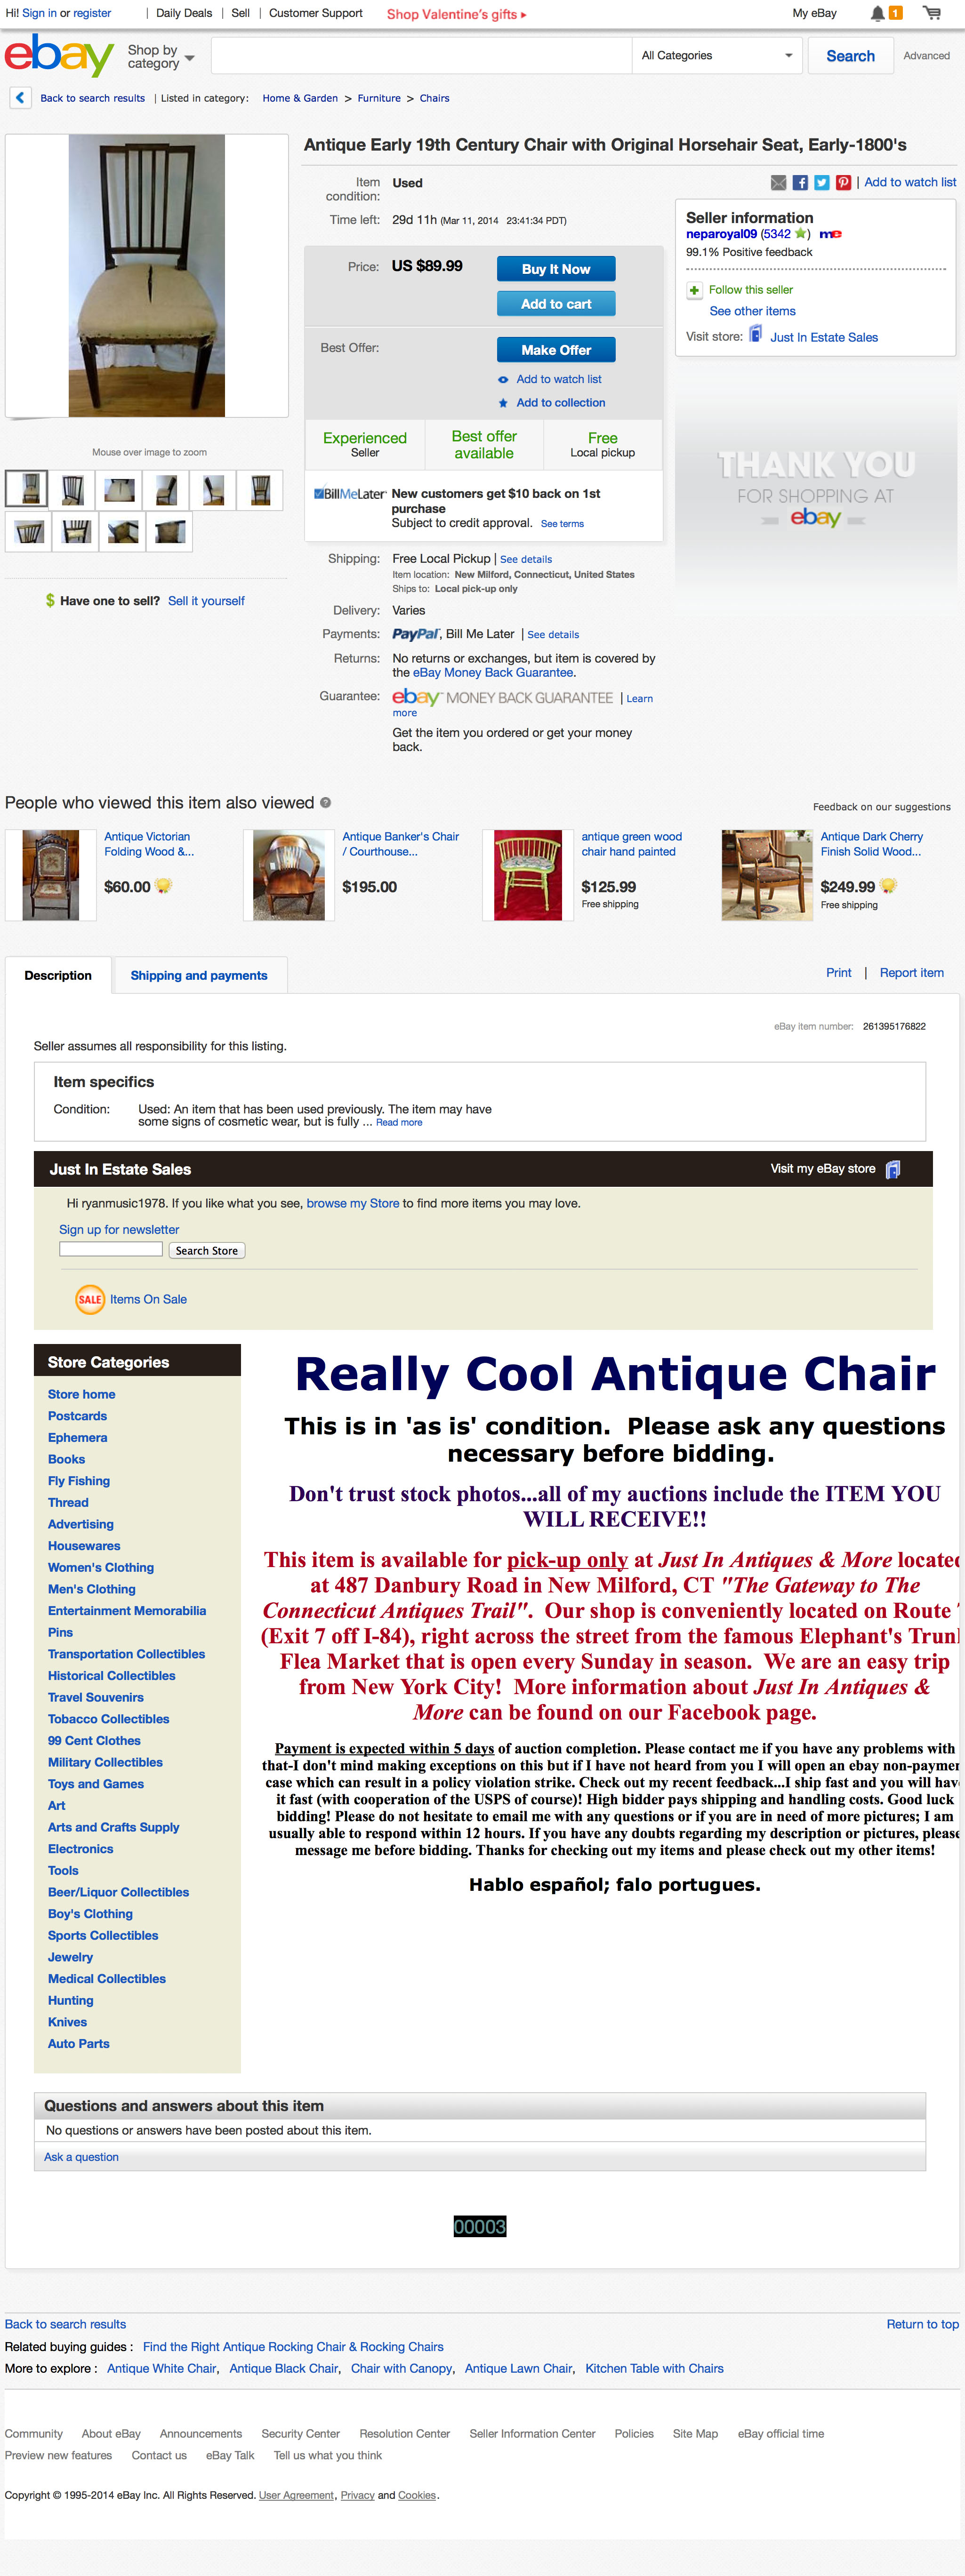 Hi! Sign in or register | Daily Deals | Sell | Customer Support Shop Valentine's gifts ▸ My eBay 1
ebay Shop by category All Categories Search Advanced
Back to search results | Listed in category: Home & Garden > Furniture > Chairs
Antique Early 19th Century Chair with Original Horsehair Seat, Early-1800's
Item condition: Used
Time left: 29d 11h (Mar 11, 2014 23:41:34 PDT)
| Add to watch list
Price: US $89.99
Buy It Now
Add to cart
Best Offer:
Make Offer
Add to watch list
Add to collection
Experienced Seller
Best offer available
Free Local pickup
BillMeLater New customers get $10 back on 1st
purchase
Subject to credit approval. See terms
Seller information
neparoyal09 (5342 ) me
99.1% Positive feedback
Follow this seller
See other items
Visit store: Just In Estate Sales
THANK YOU
FOR SHOPPING AT
ebay
Mouse over image to zoom
$ Have one to sell? Sell it yourself
Shipping: Free Local Pickup | See details
Item location: New Milford, Connecticut, United States
Ships to: Local pick-up only
Delivery: Varies
Payments: PayPal, Bill Me Later | See details
Returns: No returns or exchanges, but item is covered by
the eBay Money Back Guarantee.
Guarantee: ebay MONEY BACK GUARANTEE | Learn
more
Get the item you ordered or get your money
back.
People who viewed this item also viewed ?
Feedback on our suggestions
Antique Victorian
Folding Wood &...
$60.00
Antique Banker's Chair
/ Courthouse...
$195.00
antique green wood
chair hand painted
$125.99
Free shipping
Antique Dark Cherry
Finish Solid Wood...
$249.99
Free shipping
Description Shipping and payments Print | Report item
eBay item number: 261395176822
Seller assumes all responsibility for this listing.
Item specifics
Condition: Used: An item that has been used previously. The item may have
some signs of cosmetic wear, but is fully ... Read more
Just In Estate Sales Visit my eBay store
Hi ryanmusic1978. If you like what you see, browse my Store to find more items you may love.
Sign up for newsletter
Search Store
SALE Items On Sale
Store Categories
Store home
Postcards
Ephemera
Books
Fly Fishing
Thread
Advertising
Housewares
Women's Clothing
Men's Clothing
Entertainment Memorabilia
Pins
Transportation Collectibles
Historical Collectibles
Travel Souvenirs
Tobacco Collectibles
99 Cent Clothes
Military Collectibles
Toys and Games
Art
Arts and Crafts Supply
Electronics
Tools
Beer/Liquor Collectibles
Boy's Clothing
Sports Collectibles
Jewelry
Medical Collectibles
Hunting
Knives
Auto Parts
Really Cool Antique Chair
This is in 'as is' condition. Please ask any questions
necessary before bidding.
Don't trust stock photos...all of my auctions include the ITEM YOU
WILL RECEIVE!!
This item is available for pick-up only at Just In Antiques & More located
at 487 Danbury Road in New Milford, CT "The Gateway to The
Connecticut Antiques Trail". Our shop is conveniently located on Route
(Exit 7 off I-84), right across the street from the famous Elephant's Trunk
Flea Market that is open every Sunday in season. We are an easy trip
from New York City! More information about Just In Antiques &
More can be found on our Facebook page.
Payment is expected within 5 days of auction completion. Please contact me if you have any problems with
that-I don't mind making exceptions on this but if I have not heard from you I will open an ebay non-paymen
case which can result in a policy violation strike. Check out my recent feedback...I ship fast and you will have
it fast (with cooperation of the USPS of course)! High bidder pays shipping and handling costs. Good luck
bidding! Please do not hesitate to email me with any questions or if you are in need of more pictures; I am
usually able to respond within 12 hours. If you have any doubts regarding my description or pictures, please
message me before bidding. Thanks for checking out my items and please check out my other items!
Hablo español; falo portugues.
Questions and answers about this item
No questions or answers have been posted about this item.
Ask a question
00003
Back to search results Return to top
Related buying guides : Find the Right Antique Rocking Chair & Rocking Chairs
More to explore : Antique White Chair, Antique Black Chair, Chair with Canopy, Antique Lawn Chair, Kitchen Table with Chairs
Community About eBay Announcements Security Center Resolution Center Seller Information Center Policies Site Map eBay official time
Preview new features Contact us eBay Talk Tell us what you think
Copyright © 1995-2014 eBay Inc. All Rights Reserved. User Agreement, Privacy and Cookies.